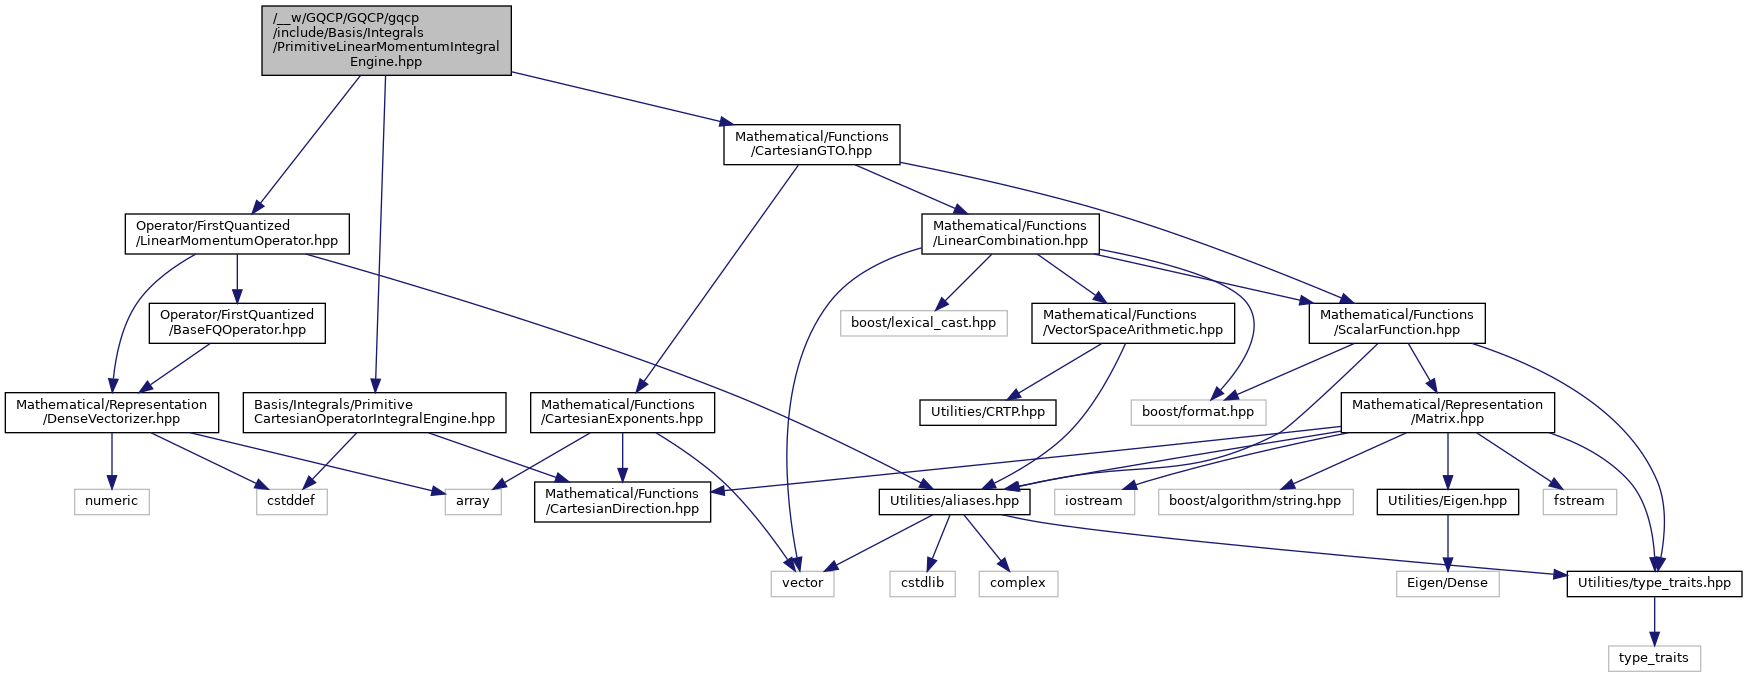 /__w/GQCP/GQCP/gqcp
/include/Basis/Integrals
/PrimitiveLinearMomentumIntegral
Engine.hpp
Mathematical/Functions
/CartesianGTO.hpp
Operator/FirstQuantized
/LinearMomentumOperator.hpp
Mathematical/Functions
/LinearCombination.hpp
Operator/FirstQuantized
/BaseFQOperator.hpp
boost/lexical_cast.hpp
Mathematical/Functions
/VectorSpaceArithmetic.hpp
Mathematical/Functions
/ScalarFunction.hpp
Mathematical/Representation
/DenseVectorizer.hpp
Basis/Integrals/Primitive
CartesianOperatorIntegralEngine.hpp
Mathematical/Functions
/CartesianExponents.hpp
Utilities/CRTP.hpp
boost/format.hpp
Mathematical/Representation
/Matrix.hpp
numeric
cstddef
array
Mathematical/Functions
/CartesianDirection.hpp
Utilities/aliases.hpp
iostream
boost/algorithm/string.hpp
Utilities/Eigen.hpp
fstream
vector
cstdlib
complex
Eigen/Dense
Utilities/type_traits.hpp
type_traits